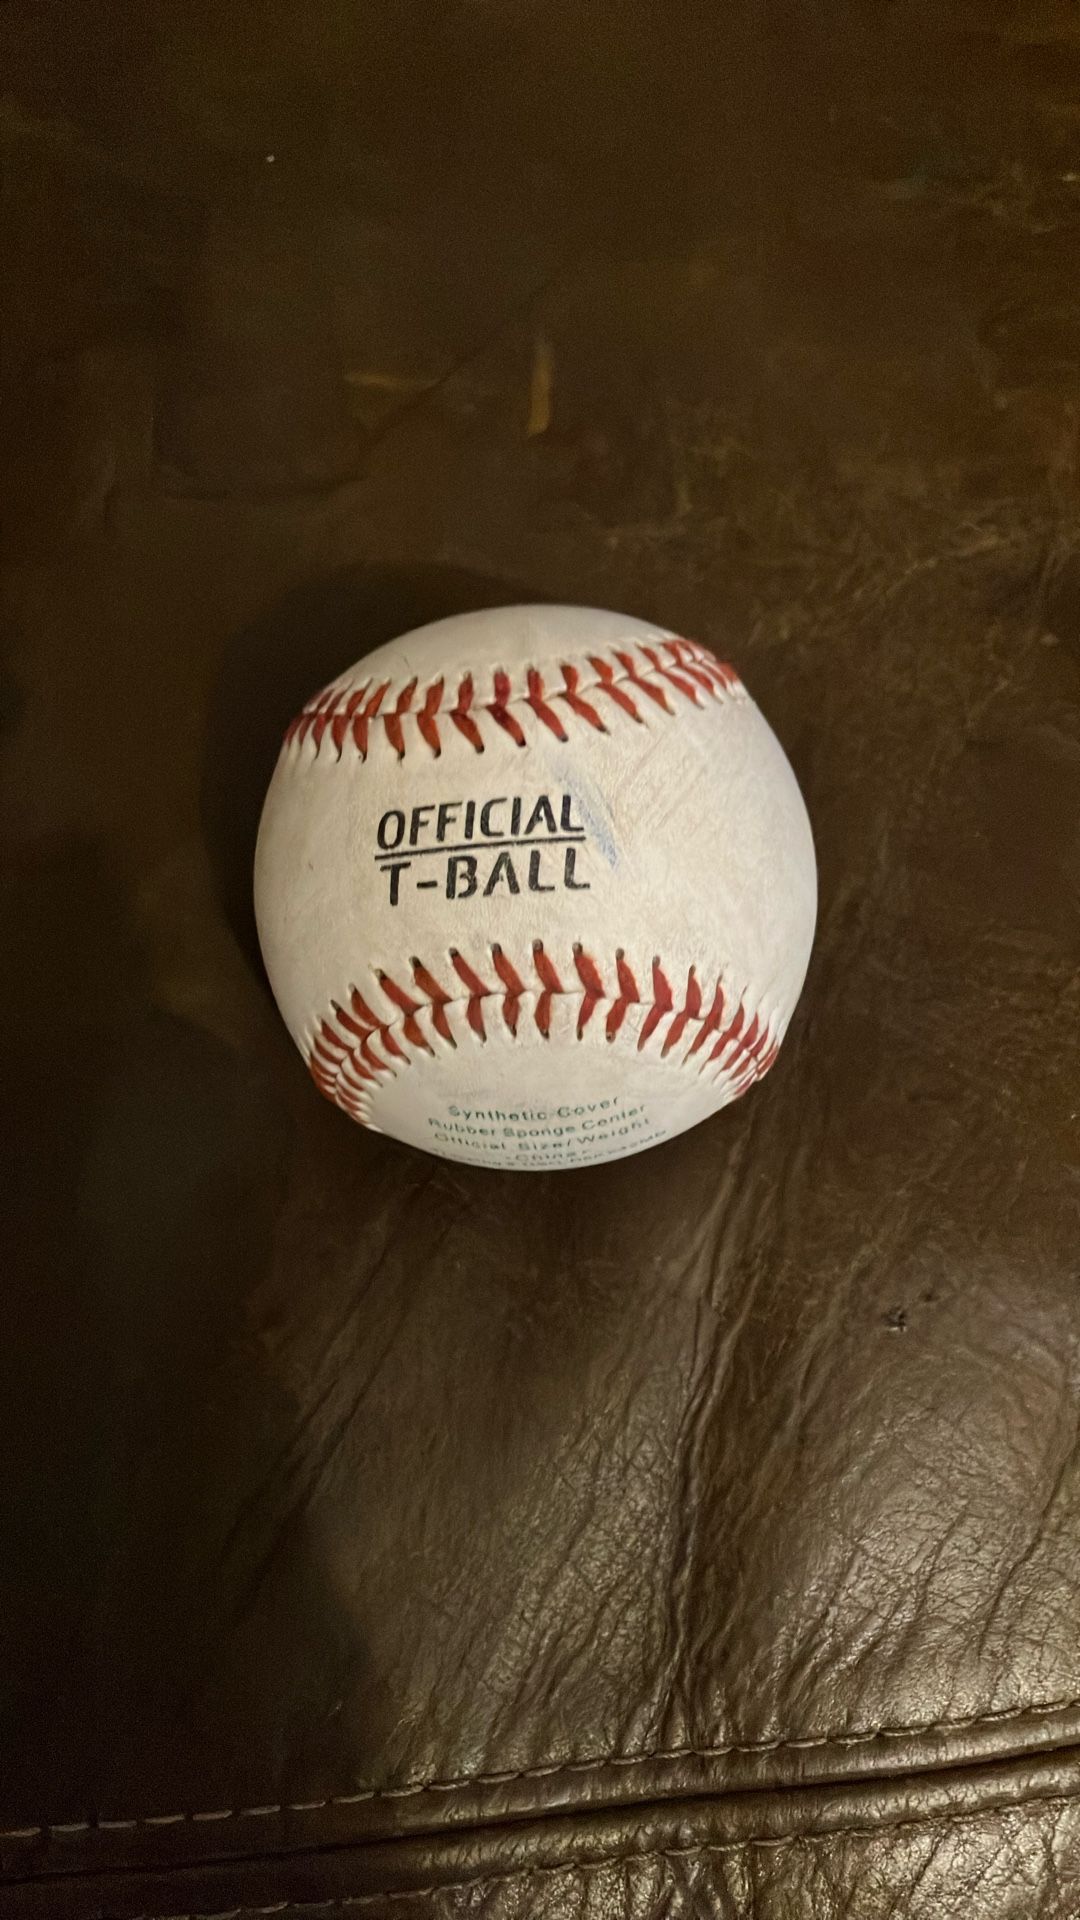 OFFICIAL
T-BALL
Synthetic Cover
Rubber Sponge Center
Official Size/Weight
-China-